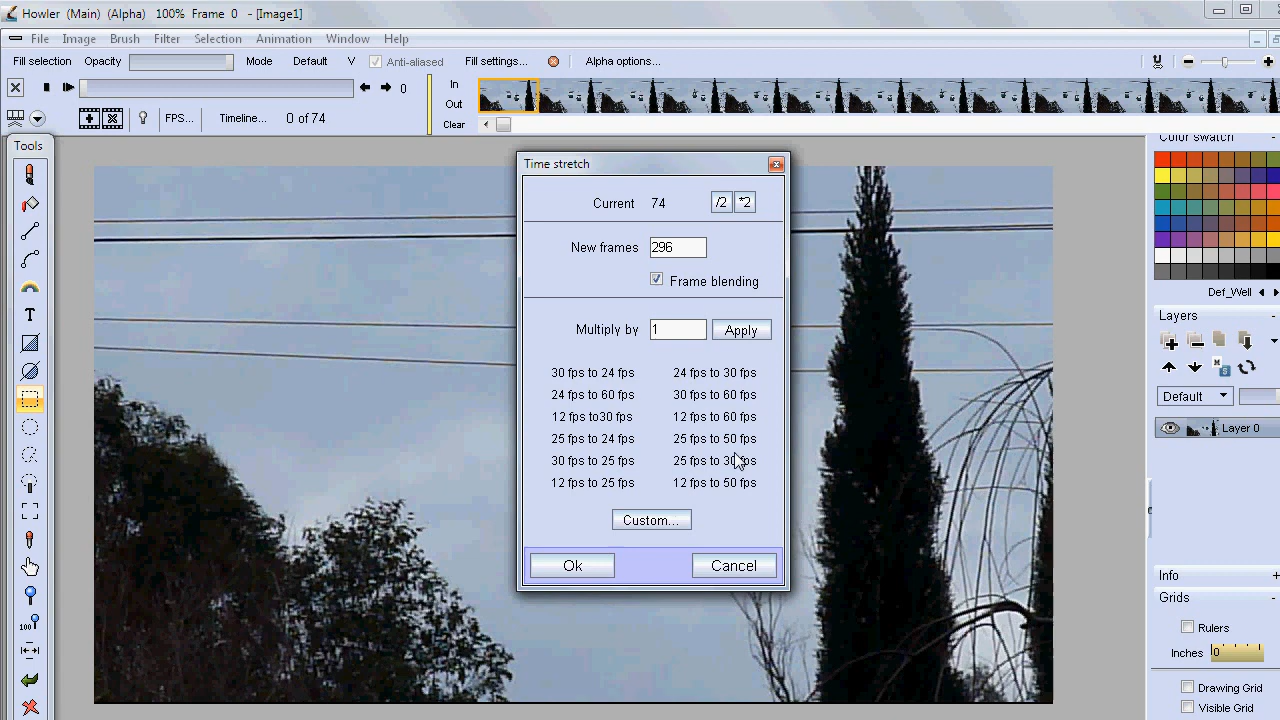 Howler (Main) (Alpha) 100% Frame 0 - [Image1]
File Image Brush Filter Selection Animation Window Help
Fill selection Opacity Mode Default V Anti-aliased Fill settings... Alpha options...
0
In
Out
Clear
FPS... Timeline... 0 of 74
Tools
Color swatch
Time stretch
Current 74 /2 *2
New frames 296
Frame blending
Multiply by 1 Apply
30 fps to 24 fps 24 fps to 30 fps
24 fps to 60 fps 30 fps to 60 fps
12 fps to30 fps 12 fps to 60 fps
25 fps to 24 fps 25 fps to 50 fps
30 fps to 25 fps 25 fps to 30 fps
12 fps to 25 fps 12 fps to 50 fps
Custom...
Ok Cancel
T
100
Def_Well
Layers
M
Default
Layer 0
Info
Grids
Rulers
Inches 0
Drawing Grid
Visible Grid